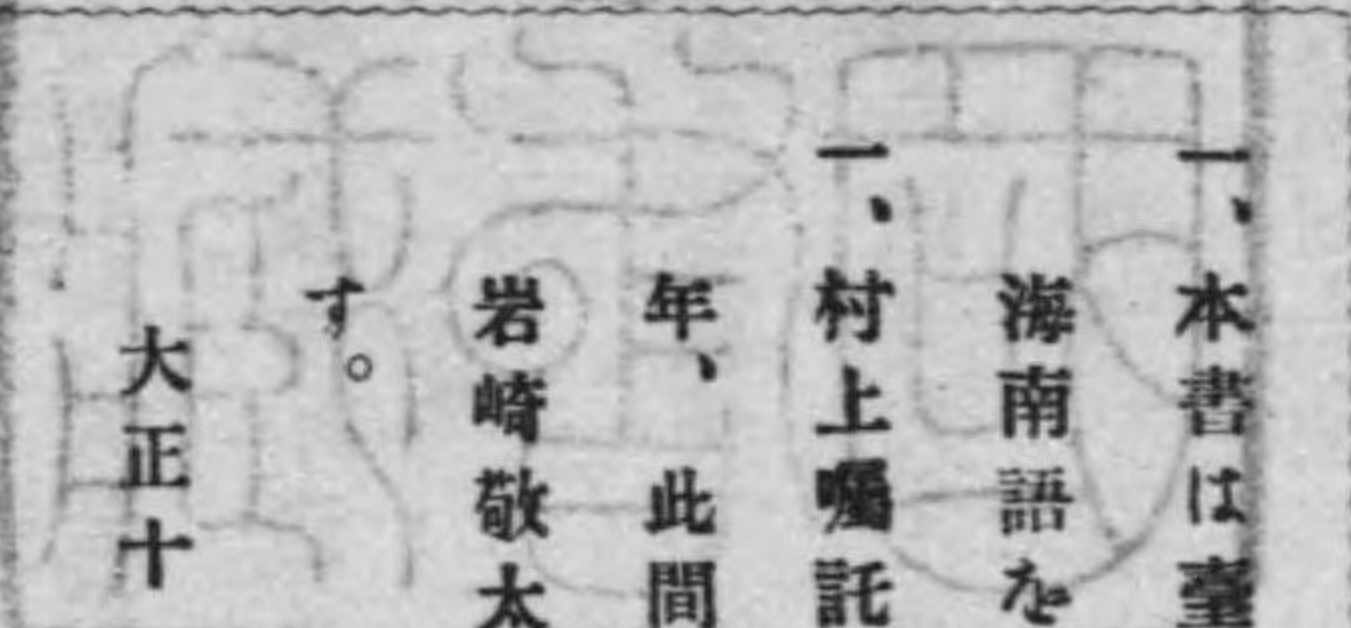 一、本書は臺
海南語を
一、村上囑託
年、此間
岩崎敬太
す。
大正十